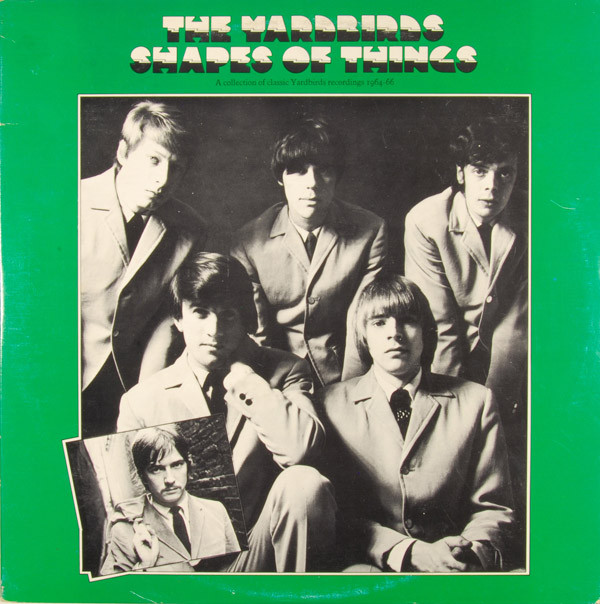 THE YARDBIRDS
SHAPES OF THINGS
A collection of classic Yardbirds recordings 1964-66